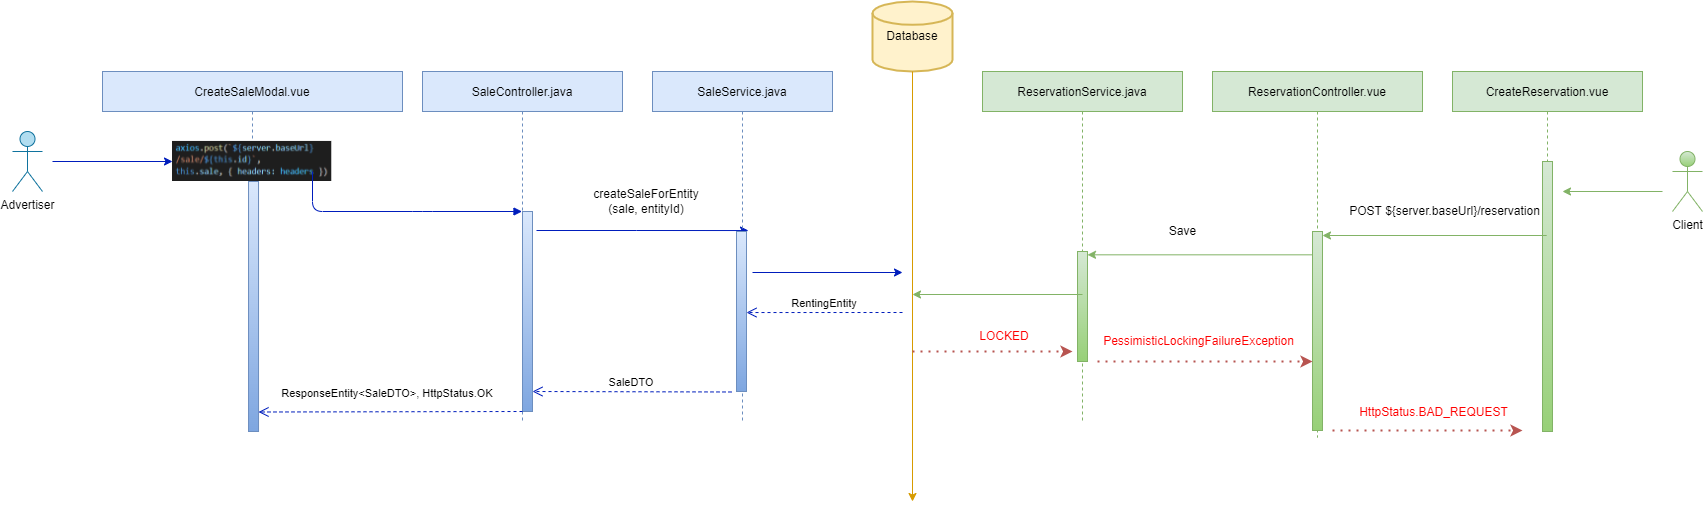 Database
CreateSaleModal.vue
SaleController.java
SaleService.java
ReservationService.java
ReservationController.vue
CreateReservation.vue
axios.post(`${server.baseUrl}
/sale/${this.id}`,
this.sale, { headers: headers })
Advertiser
createSaleForEntity
(sale, entityId)
POST ${server.baseUrl}/reservation
Client
Save
RentingEntity
LOCKED
PessimisticLockingFailureException
SaleDTO
ResponseEntity<SaleDTO>, HttpStatus.OK
HttpStatus.BAD_REQUEST